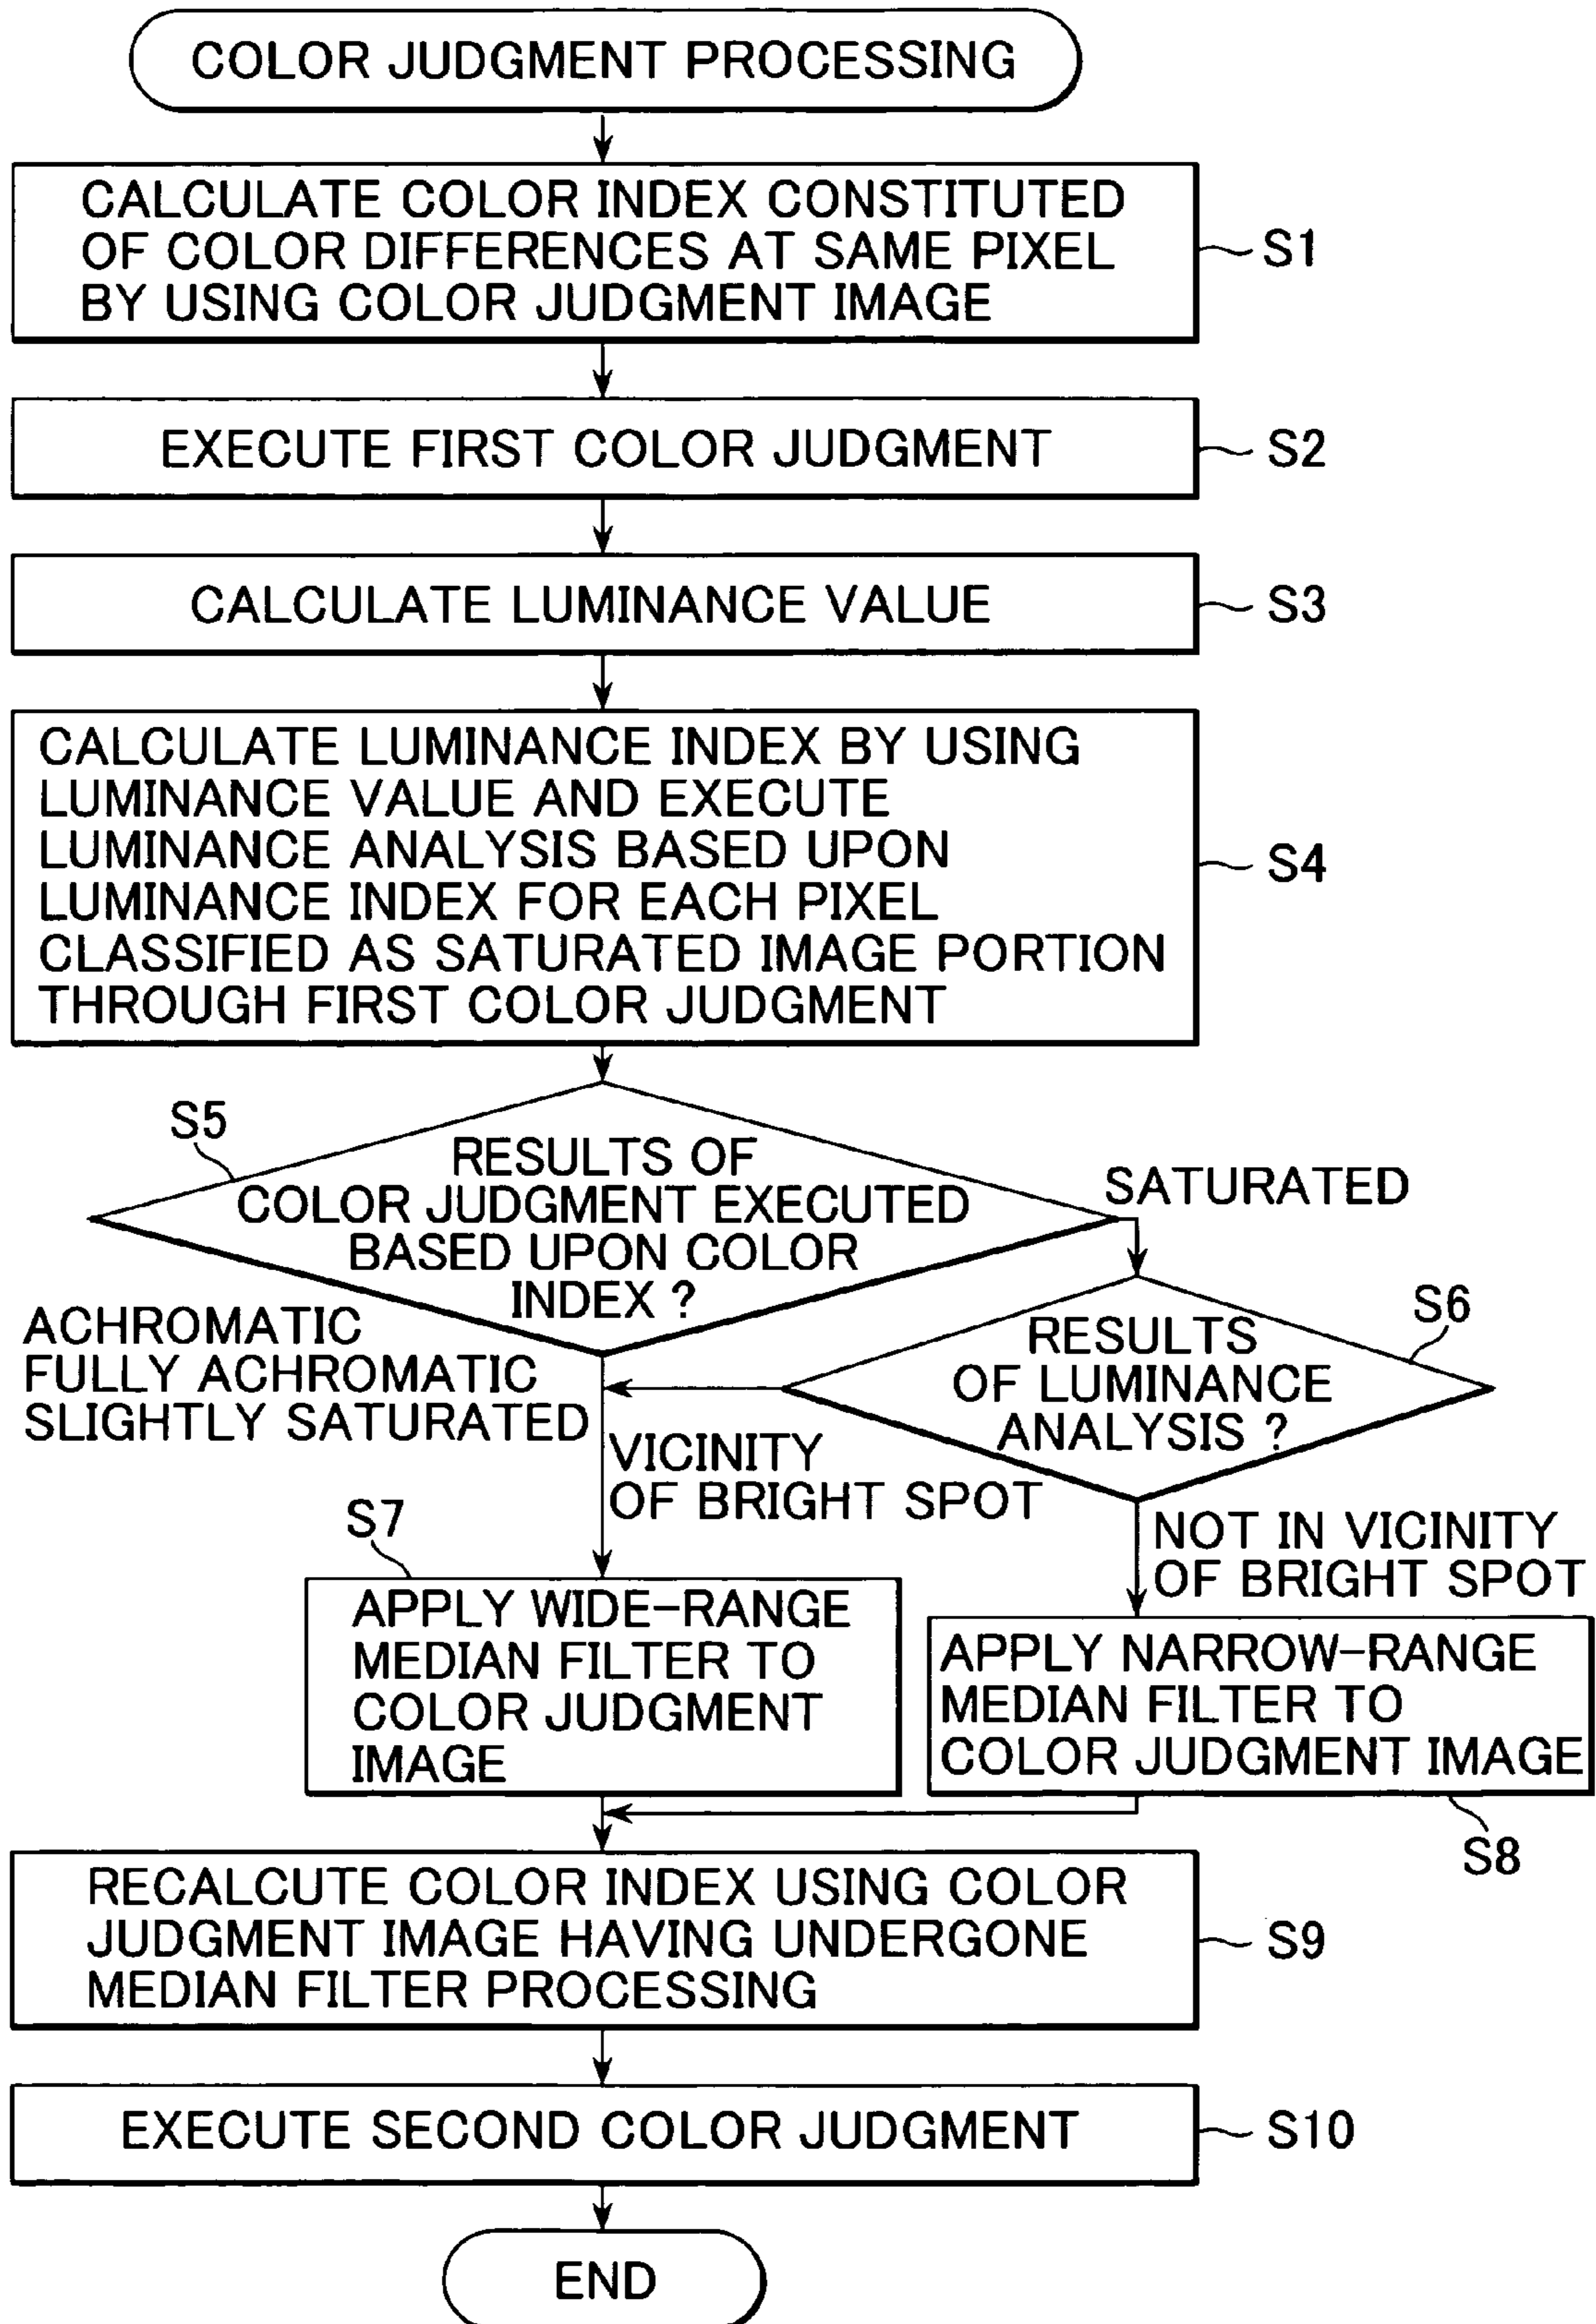 COLOR JUDGMENT PROCESSING
CALCULATE COLOR INDEX CONSTITUTED
OF COLOR DIFFERENCES AT SAME PIXEL
BY USING COLOR JUDGMENT IMAGE
S1
EXECUTE FIRST COLOR JUDGMENT
S2
CALCULATE LUMINANCE VALUE
S3
CALCULATE LUMINANCE INDEX BY USING
LUMINANCE VALUE AND EXECUTE
LUMINANCE ANALYSIS BASED UPON
LUMINANCE INDEX FOR EACH PIXEL
CLASSIFIED AS SATURATED IMAGE PORTION
THROUGH FIRST COLOR JUDGMENT
S4
S5
RESULTS OF
COLOR JUDGMENT EXECUTED
BASED UPON COLOR
INDEX ?
SATURATED
ACHROMATIC
FULLY ACHROMATIC
SLIGHTLY SATURATED
S6
RESULTS
OF LUMINANCE
ANALYSIS ?
VICINITY
OF BRIGHT SPOT
NOT IN VICINITY
OF BRIGHT SPOT
S7
APPLY WIDE-RANGE
MEDIAN FILTER TO
COLOR JUDGMENT
IMAGE
APPLY NARROW-RANGE
MEDIAN FILTER TO
COLOR JUDGMENT IMAGE
S8
RECALCUTE COLOR INDEX USING COLOR
JUDGMENT IMAGE HAVING UNDERGONE
MEDIAN FILTER PROCESSING
S9
EXECUTE SECOND COLOR JUDGMENT
S10
END